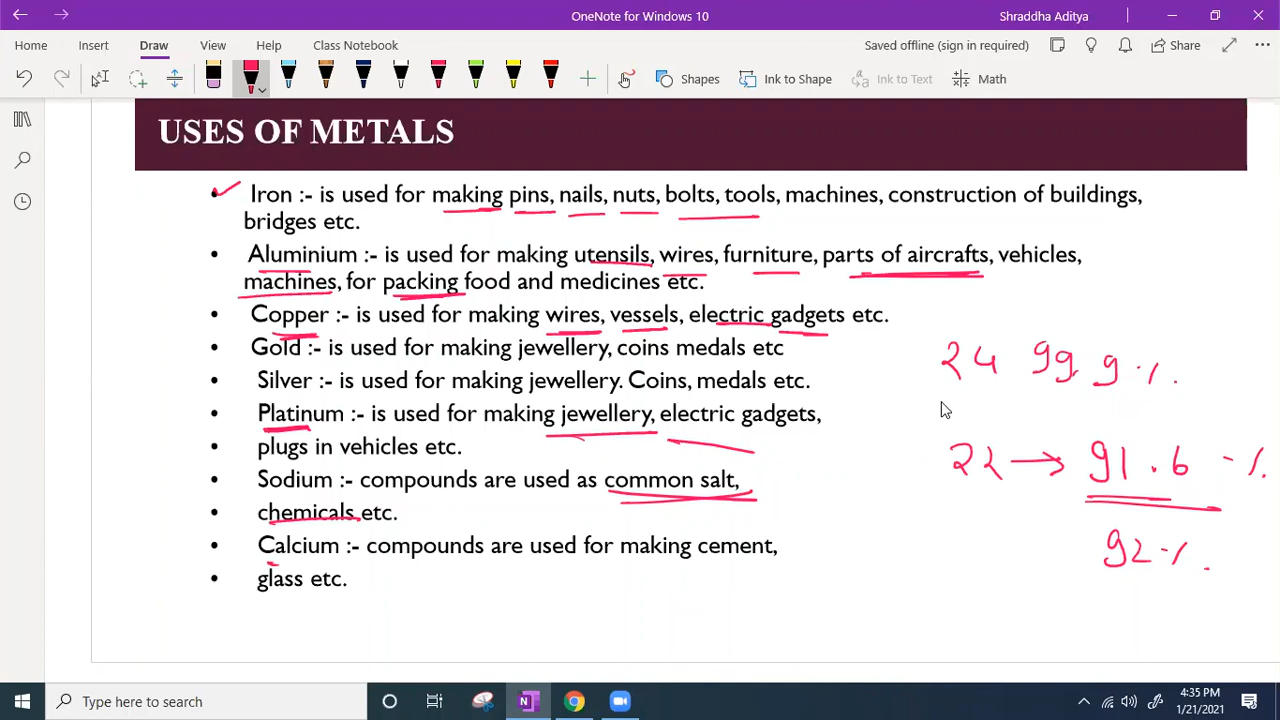 OneNote for Windows 10
Shraddha Aditya
Home Insert Draw View Help Class Notebook
Saved offline (sign in required)
Share
Shapes
Ink to Shape
Ink to Text
Math
USES OF METALS
• Iron :- is used for making pins, nails, nuts, bolts, tools, machines, construction of buildings,
bridges etc.
• Aluminium :- is used for making utensils, wires, furniture, parts of aircrafts, vehicles,
machines, for packing food and medicines etc.
• Copper :- is used for making wires, vessels, electric gadgets etc.
• Gold :- is used for making jewellery, coins medals etc
• Silver :- is used for making jewellery. Coins, medals etc.
• Platinum :- is used for making jewellery, electric gadgets,
• plugs in vehicles etc.
• Sodium :- compounds are used as common salt,
• chemicals etc.
• Calcium :- compounds are used for making cement,
• glass etc.
24 99.9%.
22 → 91.6%.
92%.
Type here to search
4:35 PM
1/21/2021